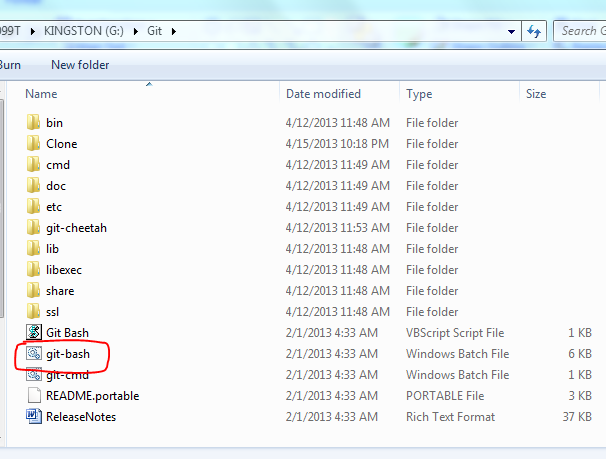 099T ▸ KINGSTON (G:) ▸ Git ▸ Search G
Burn New folder
Name Date modified Type Size
bin 4/12/2013 11:48 AM File folder
Clone 4/15/2013 10:18 PM File folder
cmd 4/12/2013 11:49 AM File folder
doc 4/12/2013 11:49 AM File folder
etc 4/12/2013 11:49 AM File folder
git-cheetah 4/12/2013 11:53 AM File folder
lib 4/12/2013 11:48 AM File folder
libexec 4/12/2013 11:48 AM File folder
share 4/12/2013 11:48 AM File folder
ssl 4/12/2013 11:48 AM File folder
Git Bash 2/1/2013 4:33 AM VBScript Script File 1 KB
git-bash 2/1/2013 4:33 AM Windows Batch File 6 KB
git-cmd 2/1/2013 4:33 AM Windows Batch File 1 KB
README.portable 2/1/2013 4:33 AM PORTABLE File 3 KB
ReleaseNotes 2/1/2013 4:33 AM Rich Text Format 37 KB